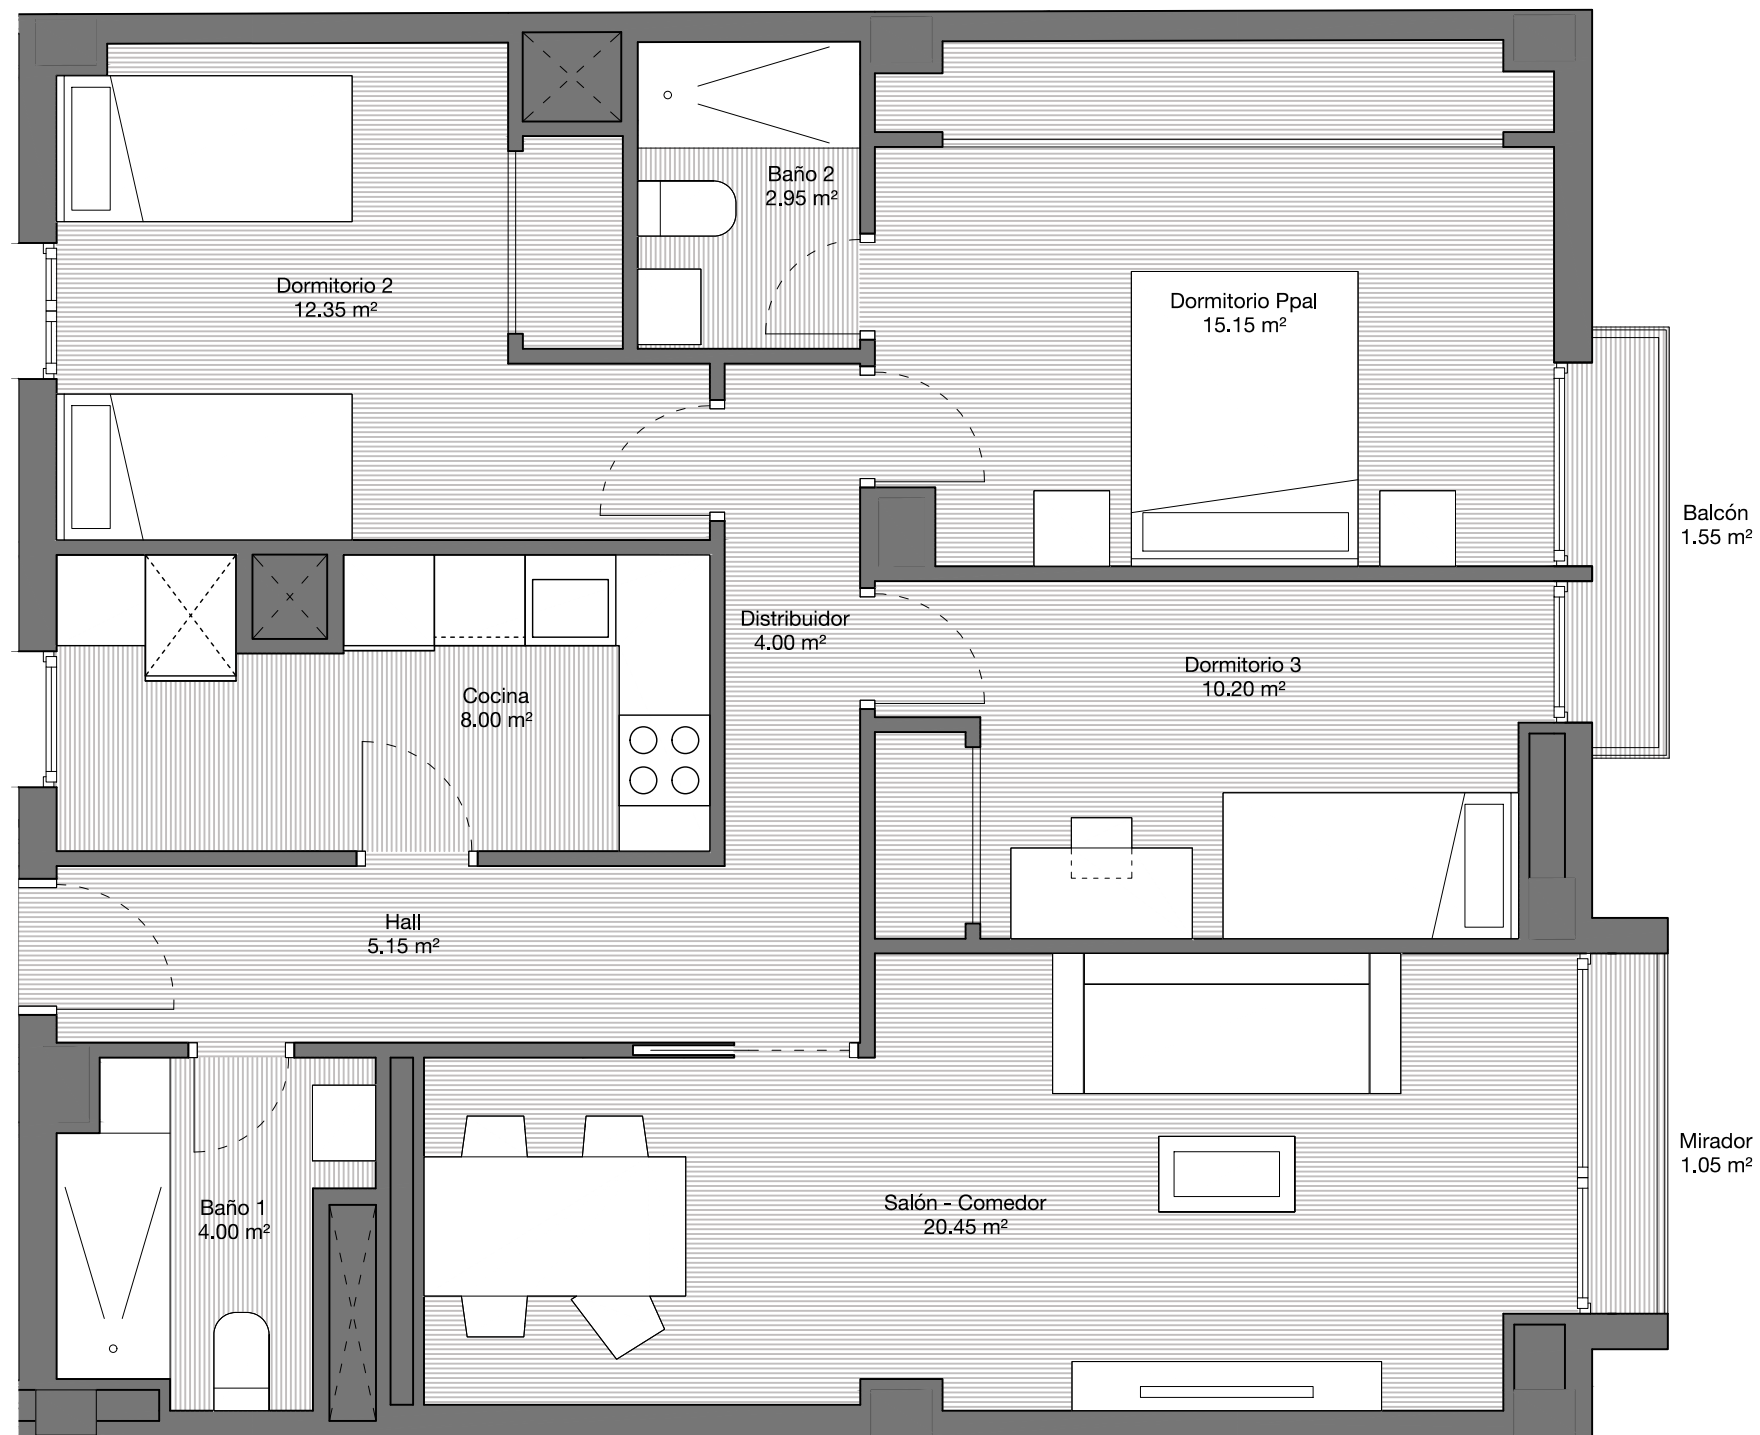 Baño 2
2.95 m²
Dormitorio 2
12.35 m²
Dormitorio Ppal
15.15 m²
Balcón
1.55 m²
Distribuidor
4.00 m²
Dormitorio 3
10.20 m²
Cocina
8.00 m²
Hall
5.15 m²
Mirador
1.05 m²
Salón - Comedor
20.45 m²
Baño 1
4.00 m²